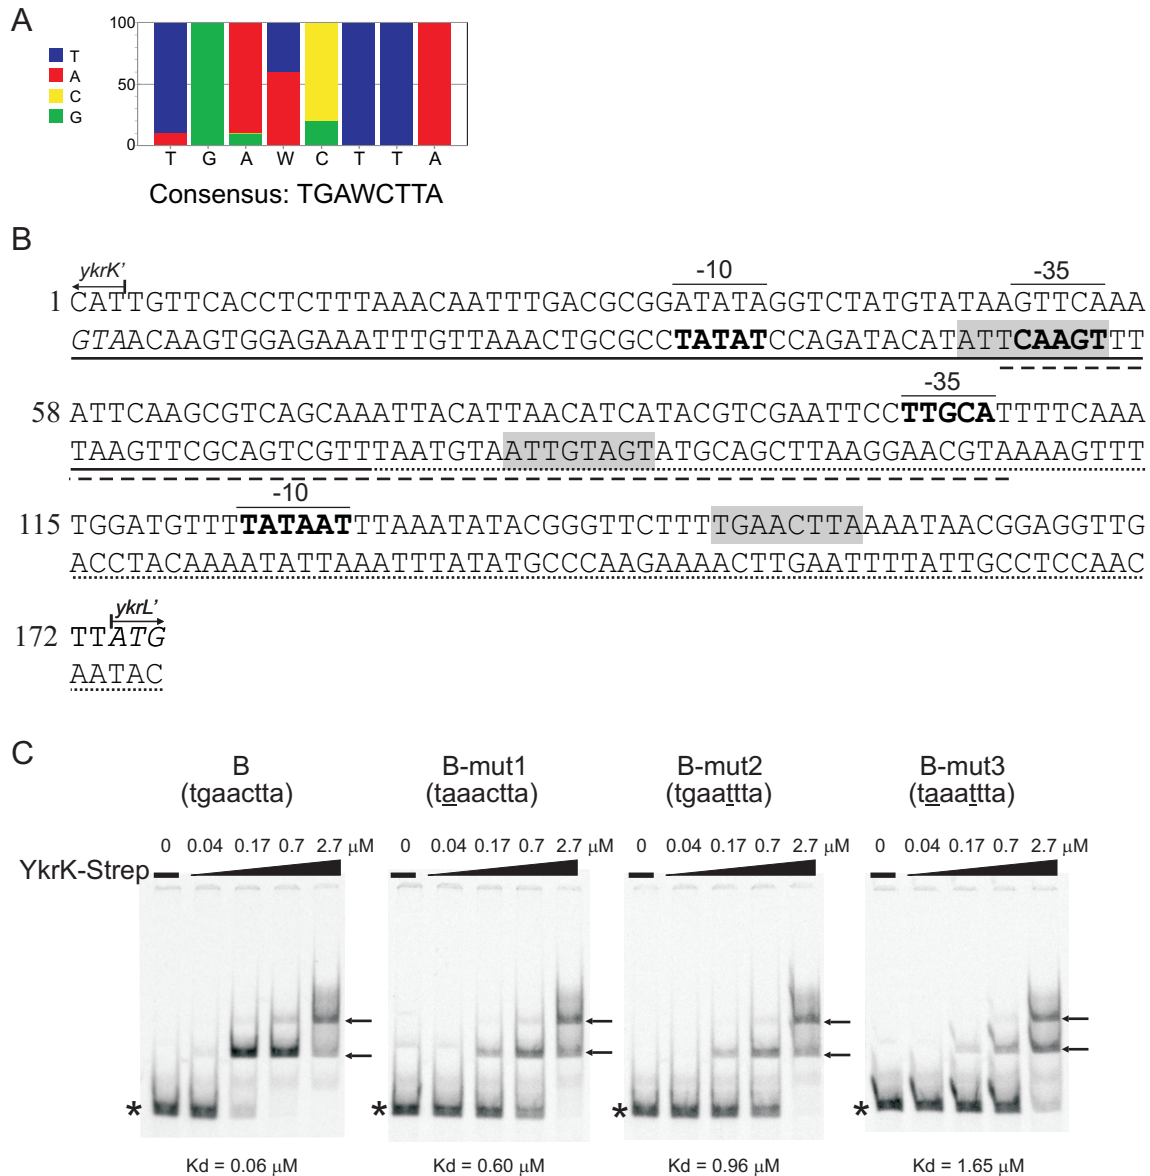 A
100
50
0
T
A
C
G
T G A W C T T A
Consensus: TGAWCTTA
B
ykrK' -10 -35
1 CATTGTTCACCTCTTTAAACAATTTGACGCGGATATAGGTCTATGTATAAGTTCAAA
GTAACAAGTGGAGAAATTTGTTAAACTGCGCCTATATCCAGATACATATTCAAGTTT
-35
58 ATTCAAGCGTCAGCAAATTACATTAACATCATACGTCGAATTCCTTGCATTTTCAAA
TAAGTTCGCAGTCGTTTAATGTAATTGTAGTATGCAGCTTAAGGAACGTAAAAGTTT
-10
115 TGGATGTTTTATAATTTAAATATACGGGTTCTTTTGAACTTAAAATAACGGAGGTTG
ACCTACAAAATATTAAATTTATATGCCCAAGAAAACTTGAATTTTATTGCCTCCAAC
ykrL'
172 TTATG
AATAC
C
B B-mut1 B-mut2 B-mut3
(tgaactta) (taaactta) (tgaattta) (taaattta)
0 0.04 0.17 0.7 2.7 µM 0 0.04 0.17 0.7 2.7 µM 0 0.04 0.17 0.7 2.7 µM 0 0.04 0.17 0.7 2.7 µM
YkrK-Strep
* * * *
Kd = 0.06 µM Kd = 0.60 µM Kd = 0.96 µM Kd = 1.65 µM